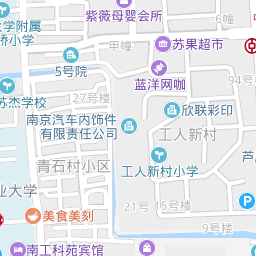 紫薇母婴会所
6幢
大学附属
桥小学
甲幢
苏果超市
5号院
蓝洋网咖
94号
苏杰学校
127号楼
欣联彩印
南京汽车内饰件
有限责任公司
工人新村
青石村小区
工人新村小学
芦
业大学
21号
15号楼
美食美刻
9号楼
南工科苑宾馆